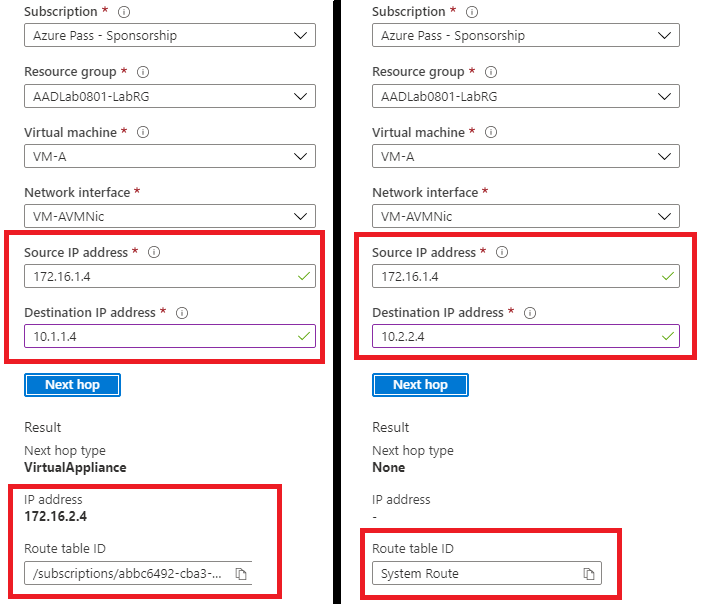 Subscription *
Azure Pass - Sponsorship
Resource group *
AADLab0801-LabRG
Virtual machine *
VM-A
Network interface *
VM-AVMNic
Source IP address *
172.16.1.4
Destination IP address *
10.1.1.4
Next hop
Result
Next hop type
VirtualAppliance
IP address
172.16.2.4
Route table ID
/subscriptions/abbc6492-cba3-...
Subscription *
Azure Pass - Sponsorship
Resource group *
AADLab0801-LabRG
Virtual machine *
VM-A
Network interface *
VM-AVMNic
Source IP address *
172.16.1.4
Destination IP address *
10.2.2.4
Next hop
Result
Next hop type
None
IP address
-
Route table ID
System Route